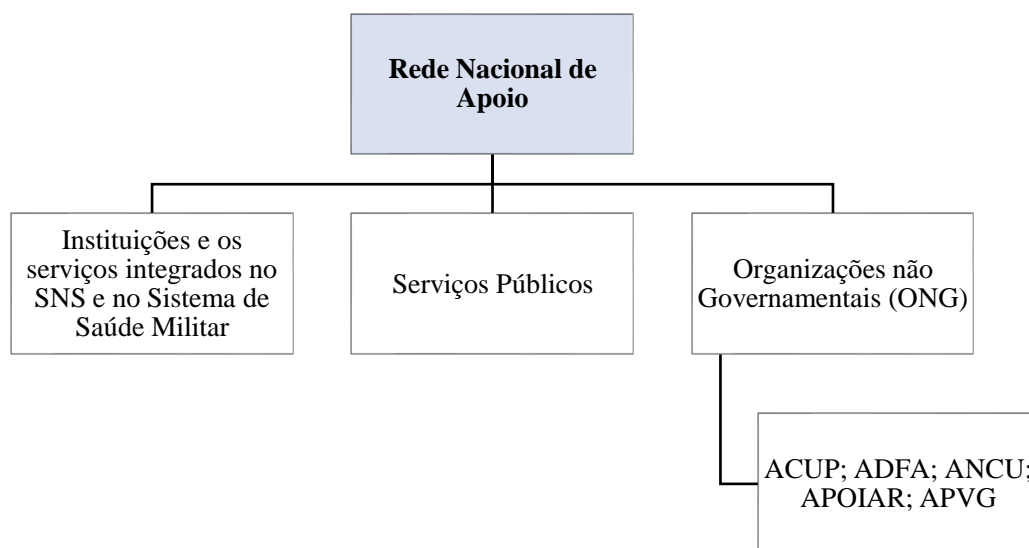 Rede Nacional de
Apoio
Instituições e os
serviços integrados no
SNS e no Sistema de
Saúde Militar
Serviços Públicos
Organizações não
Governamentais (ONG)
ACUP; ADFA; ANCU;
APOIAR; APVG